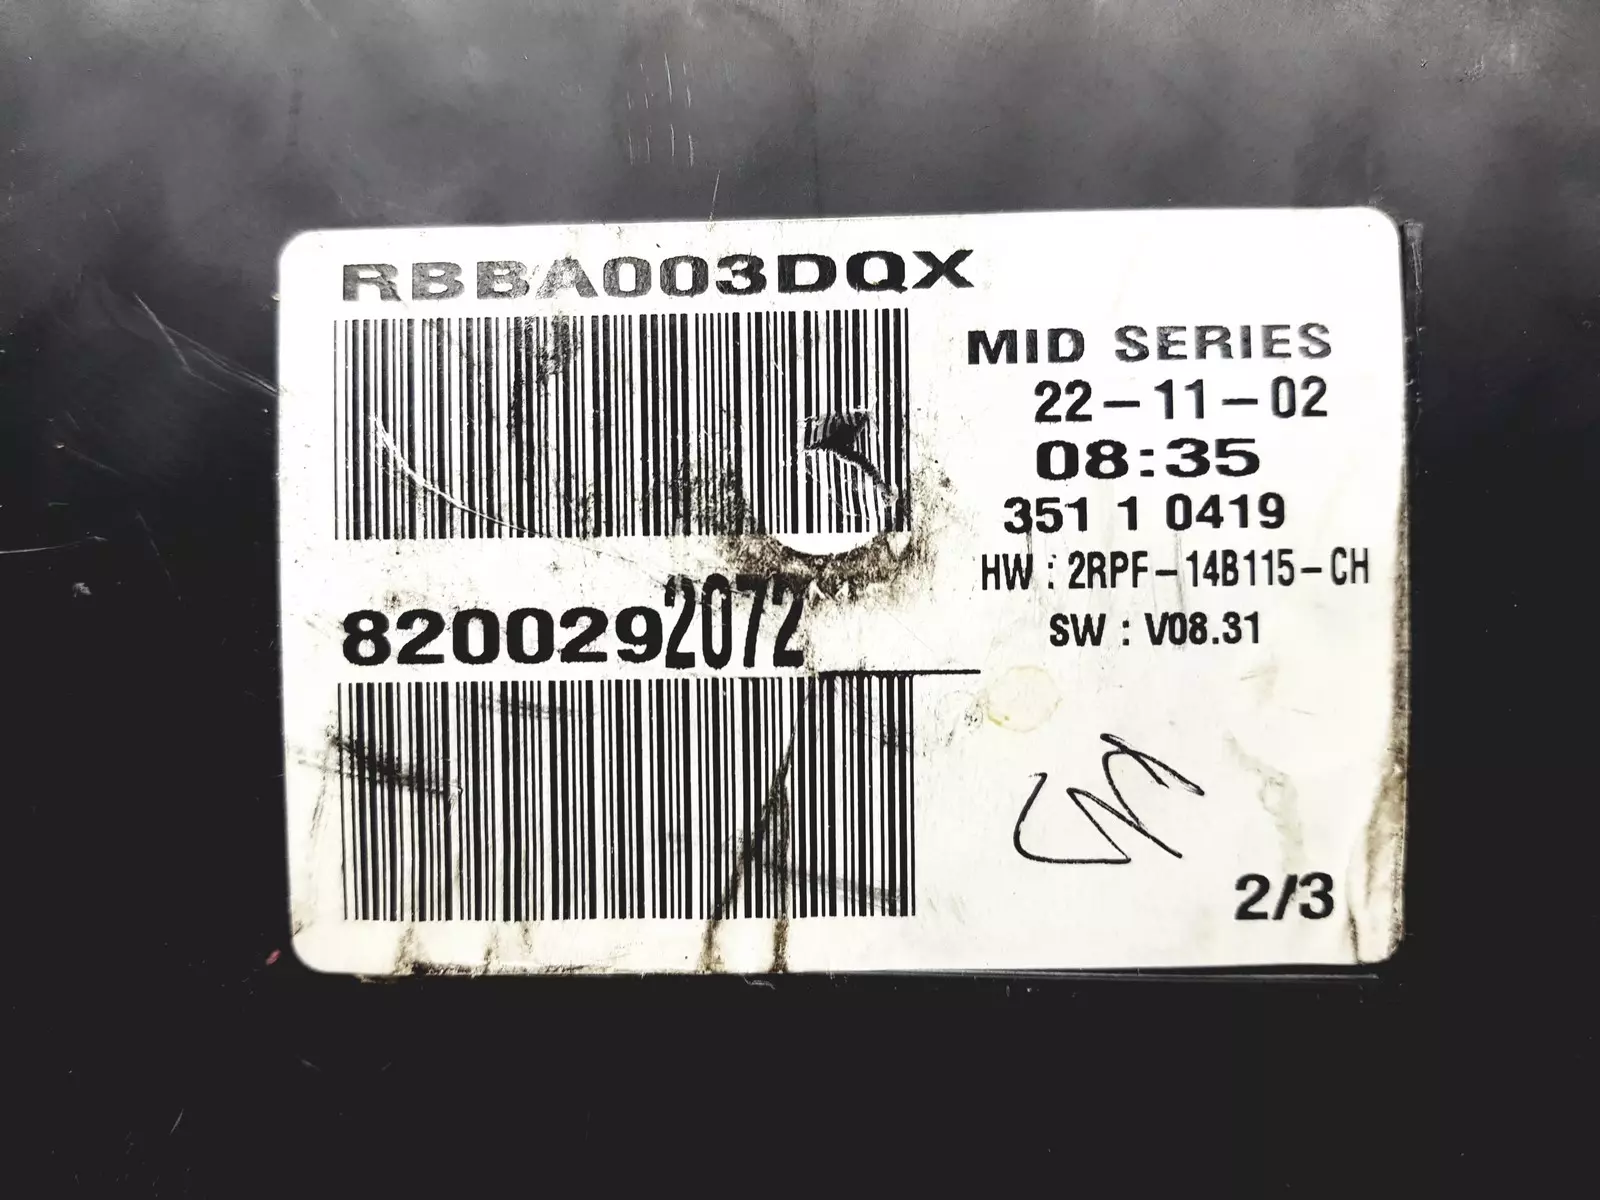 RBBA003DQX
MID SERIES
22-11-02
08:35
351 1 0419
HW : 2RPF-14B115-CH
SW : V08.31
8200292072
2/3